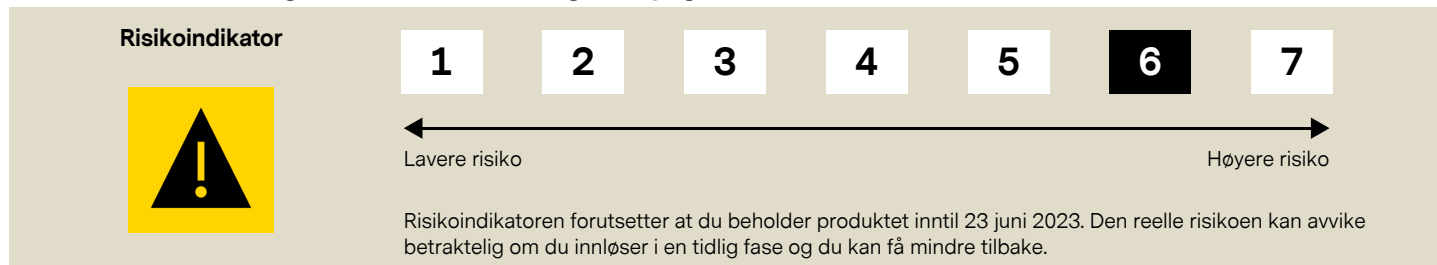 Risikoindikator
1 2 3 4 5 6 7
Lavere risiko Høyere risiko
Risikoindikatoren forutsetter at du beholder produktet inntil 23 juni 2023. Den reelle risikoen kan avvike
betraktelig om du innløser i en tidlig fase og du kan få mindre tilbake.